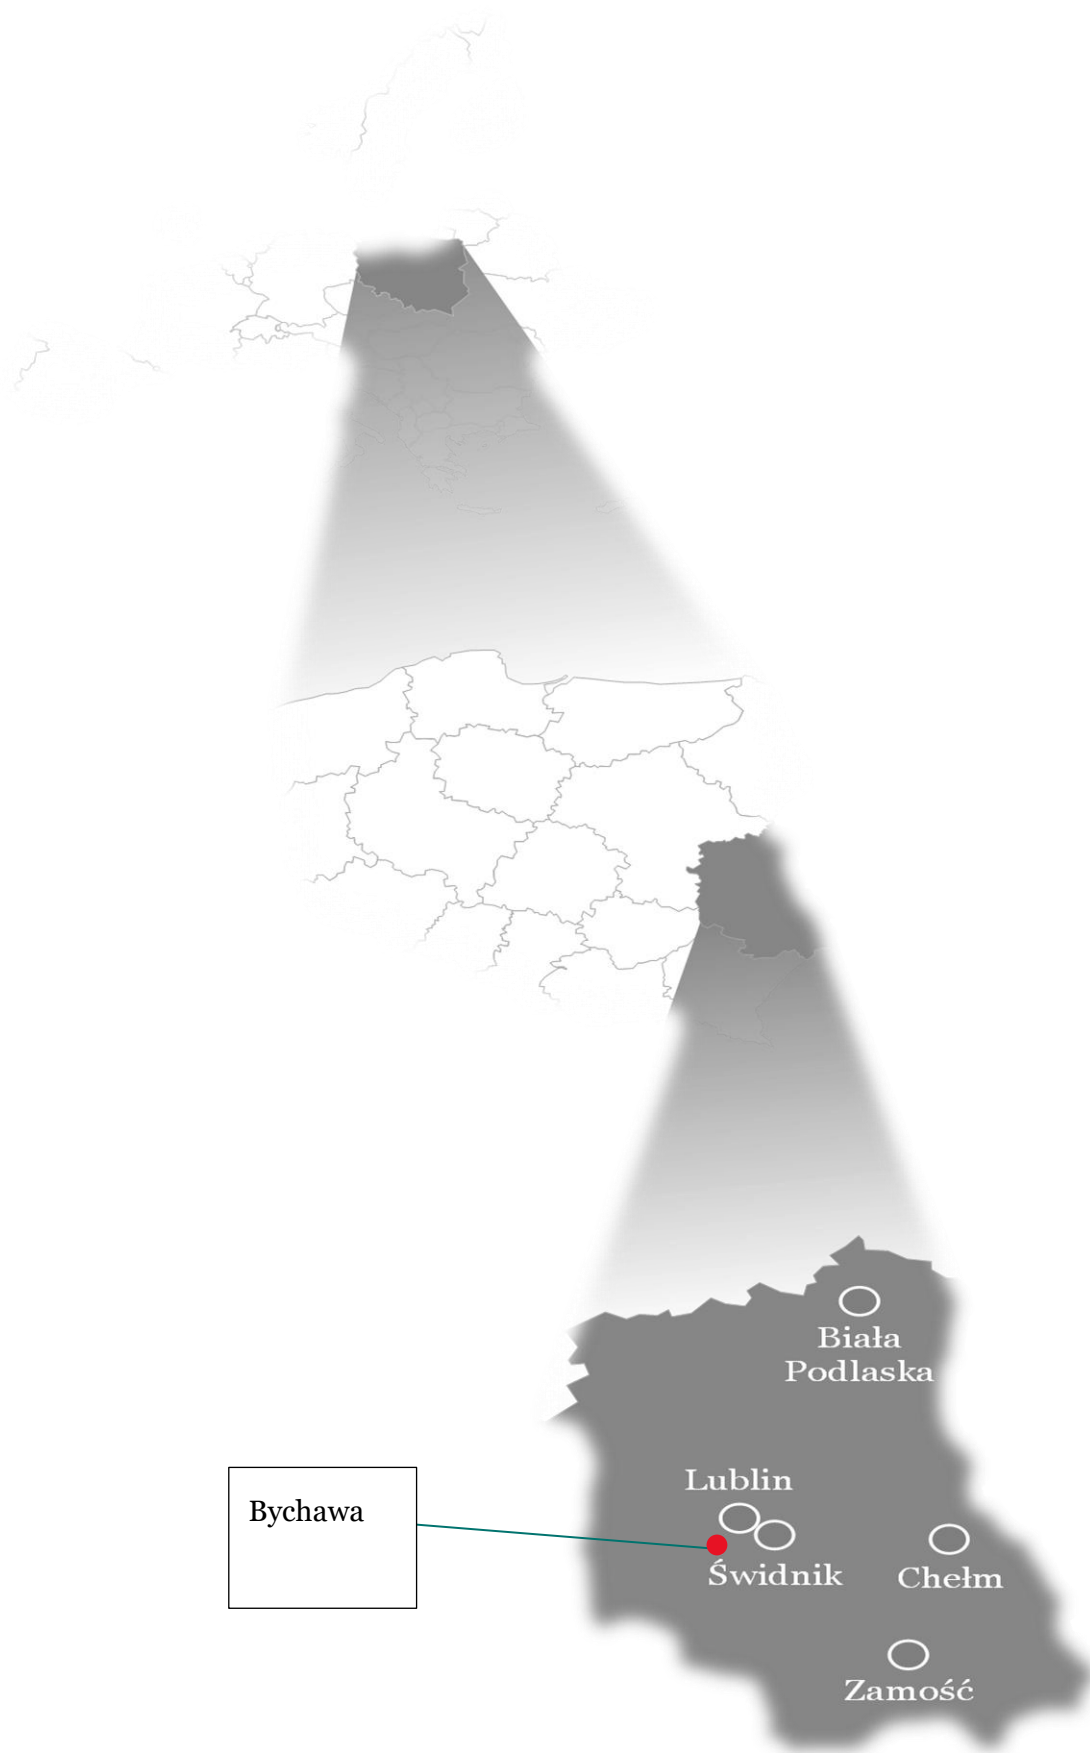 Biała
Podlaska
Lublin
Bychawa
Świdnik
Chełm
Zamość